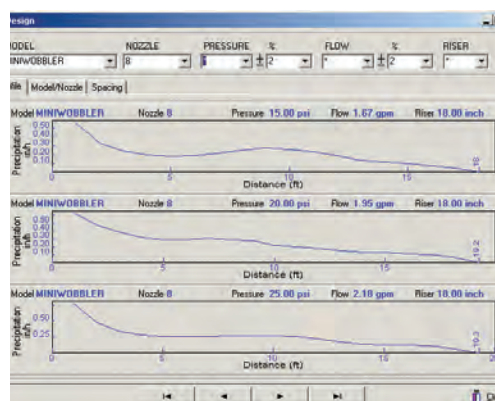 esign
MODEL NOZZLE PRESSURE % FLOW % RISER
MINIWOBBLER 8 ± 2 * ± 2 *
file Model/Nozzle Spacing
Model MINIWOBBLER Nozzle 8 Pressure 15.00 psi Flow 1.67 gpm Riser 18.00 inch
Precipitation in/h
0.50
0.40
0.30
0.20
0.10
0 5 10 15
18
Distance (ft)
Model MINIWOBBLER Nozzle 8 Pressure 20.00 psi Flow 1.95 gpm Riser 18.00 inch
Precipitation in/h
0.50
0.40
0.30
0.20
0.10
0 5 10 15
19.2
Distance (ft)
Model MINIWOBBLER Nozzle 8 Pressure 25.00 psi Flow 2.18 gpm Riser 18.00 inch
Precipitation in/h
0.50
0.25
0 5 10 15
19.3
Distance (ft)